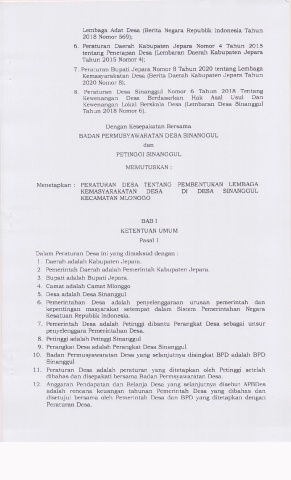 Lembaga Adat Desa (Berita Negara Republik Indonesia Tahun
2018 Nomor 569);
6. Peraturan Daerah Kabupaten Jepara Nomor 4 Tahun 2015
tentang Penetapan Desa (Lembaran Daerah Kabupaten Jepara
Tahun 2015 Nomor 4);
7. Peraturan Bupati Jepara Nomor 8 Tahun 2020 tentang Lembaga
Kemasyarakatan Desa (Berita Daerah Kabupaten Jepara Tahun
2020 Nomor 8);
8. Peraturan Desa Sinanggul Nomor 6 Tahun 2018 Tentang
Kewenangan Desa Berdasarkan Hak Asal Usul Dan
Kewenangan Lokal Berskala Desa (Lembaran Desa Sinanggul
Tahun 2018 Nomor 6).
Dengan Kesepakatan Bersama
BADAN PERMUSYAWARATAN DESA SINANGGUL
dan
PETINGGI SINANGGUL
MEMUTUSKAN :
Menetapkan : PERATURAN DESA TENTANG PEMBENTUKAN LEMBAGA
KEMASYARAKATAN DESA DI DESA SINANGGUL
KECAMATAN MLONGGO
BAB I
KETENTUAN UMUM
Pasal 1
Dalam Peraturan Desa ini yang dimaksud dengan :
1. Daerah adalah Kabupaten Jepara.
2 Pemerintah Daerah adalah Pemerintah Kabupaten Jepara.
3. Bupati adalah Bupati Jepara.
4. Camat adalah Camat Mlonggo
5. Desa adalah Desa Sinanggul
6. Pemerintahan Desa adalah penyelenggaraan urusan pemerintah dan
kepentingan masyarakat setempat dalam Sistem Pemerintahan Negara
Kesatuan Republik Indonesia.
7. Pemerintah Desa adalah Petinggi dibantu Perangkat Desa sebagai unsur
penyelenggara Pemerintahan Desa.
8. Petinggi adalah Petinggi Sinanggul
9. Perangkat Desa adalah Perangkat Desa Sinanggul
10. Badan Permusyawaratan Desa yang selanjutnya disingkat BPD adalah BPD
Sinanggul
11. Peraturan Desa adalah peraturan yang ditetapkan oleh Petinggi setelah
dibahas dan disepakati bersama Badan Permusyawaratan Desa.
12. Anggaran Pendapatan dan Belanja Desa yang selanjutnya disebut APBDes
adalah rencana keuangan tahunan Pemerintah Desa yang dibahas dan
disetujui bersama oleh Pemerintah Desa dan BPD yang ditetapkan dengan
Peraturan Desa.